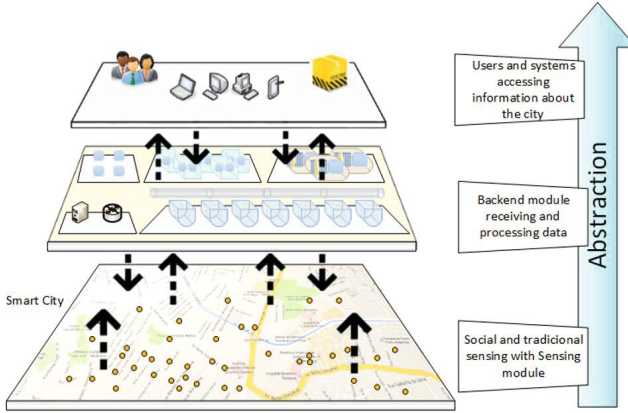 Users and systems
accessing
information about
the city
Backend module
receiving and
processing data
Abstraction
Smart City
Social and tradicional
sensing with Sensing
module